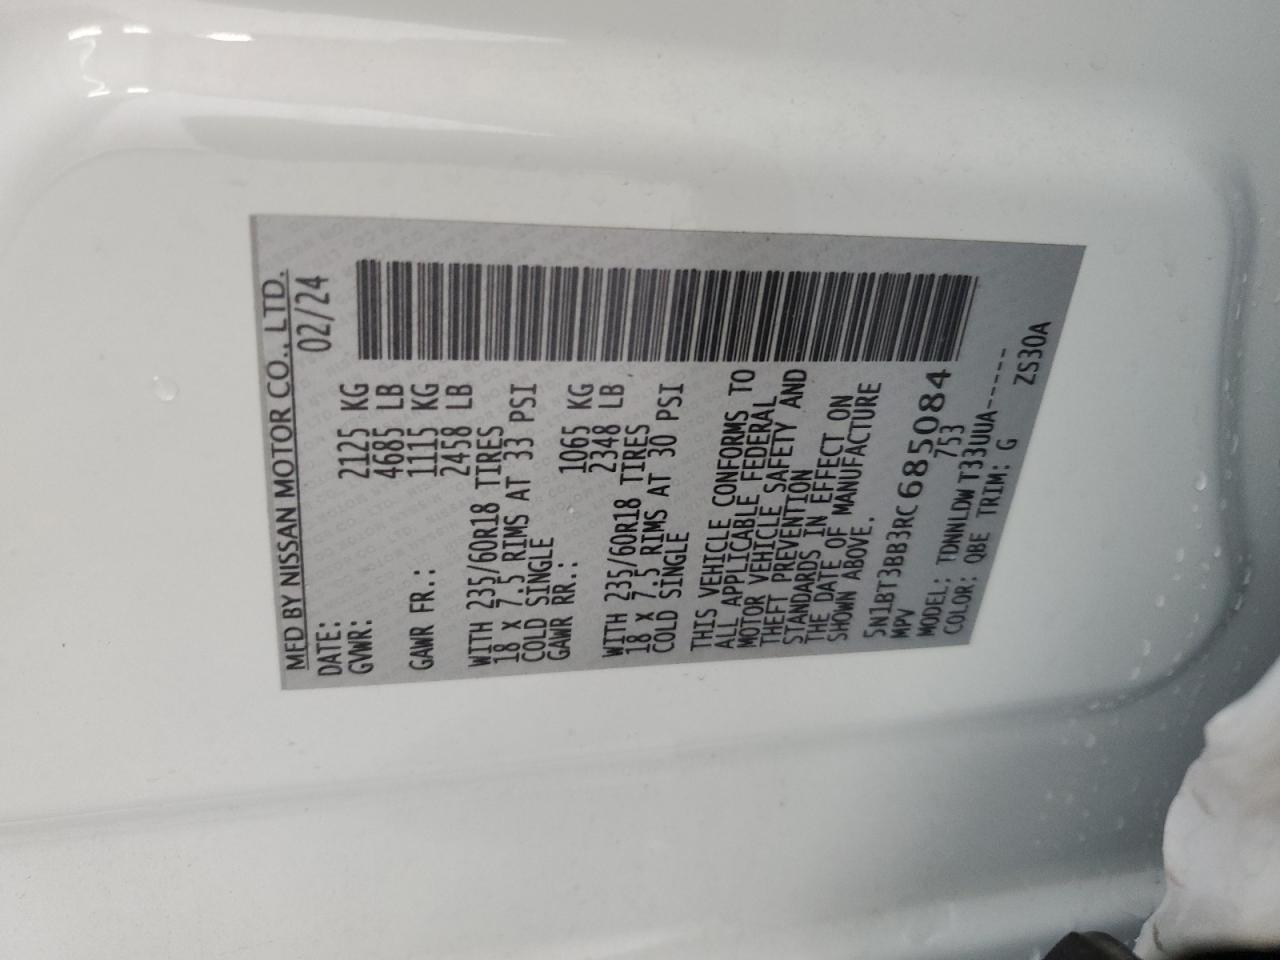 MFD BY NISSAN MOTOR CO., LTD.
DATE: 02/24
GVWR: 2125 KG
4685 LB
GAWR FR.: 1115 KG
2458 LB
WITH 235/60R18 TIRES
18 X 7.5 RIMS AT 33 PSI
COLD SINGLE
GAWR RR.: 1065 KG
2348 LB
WITH 235/60R18 TIRES
18 X 7.5 RIMS AT 30 PSI
COLD SINGLE
THIS VEHICLE CONFORMS TO
ALL APPLICABLE FEDERAL
MOTOR VEHICLE SAFETY AND
THEFT PREVENTION
STANDARDS IN EFFECT ON
THE DATE OF MANUFACTURE
SHOWN ABOVE.
5N1BT3BB3RC685084
MPV 753
MODEL: TDNNLDWT33UUA-----
COLOR: QBE TRIM: G
ZS30A